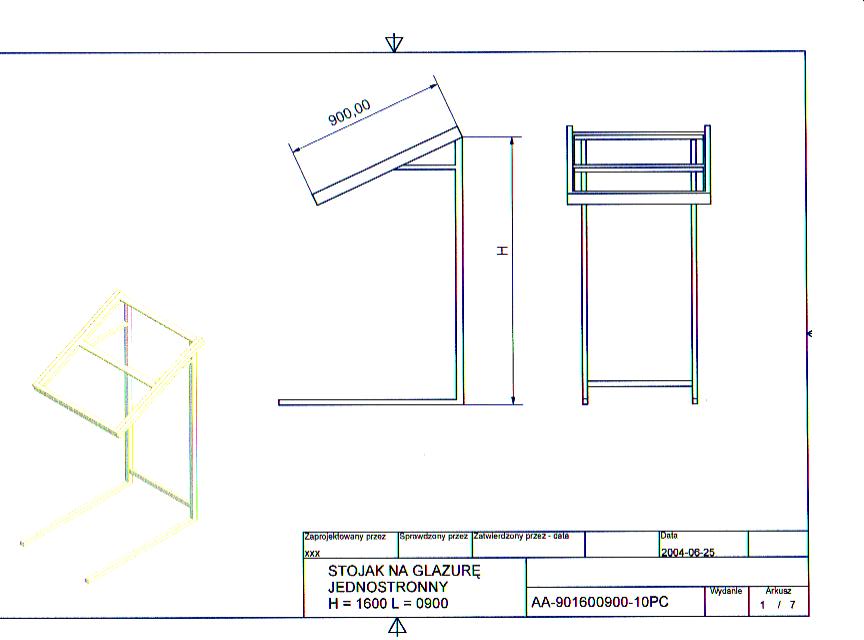 900,00
H
Zaprojektowany przez
Sprawdzony przez
Zatwierdzony przez - data
Data
xxx
2004-06-25
STOJAK NA GLAZURĘ
JEDNOSTRONNY
H = 1600 L = 0900
AA-901600900-10PC
Wydanie
Arkusz
1 / 7